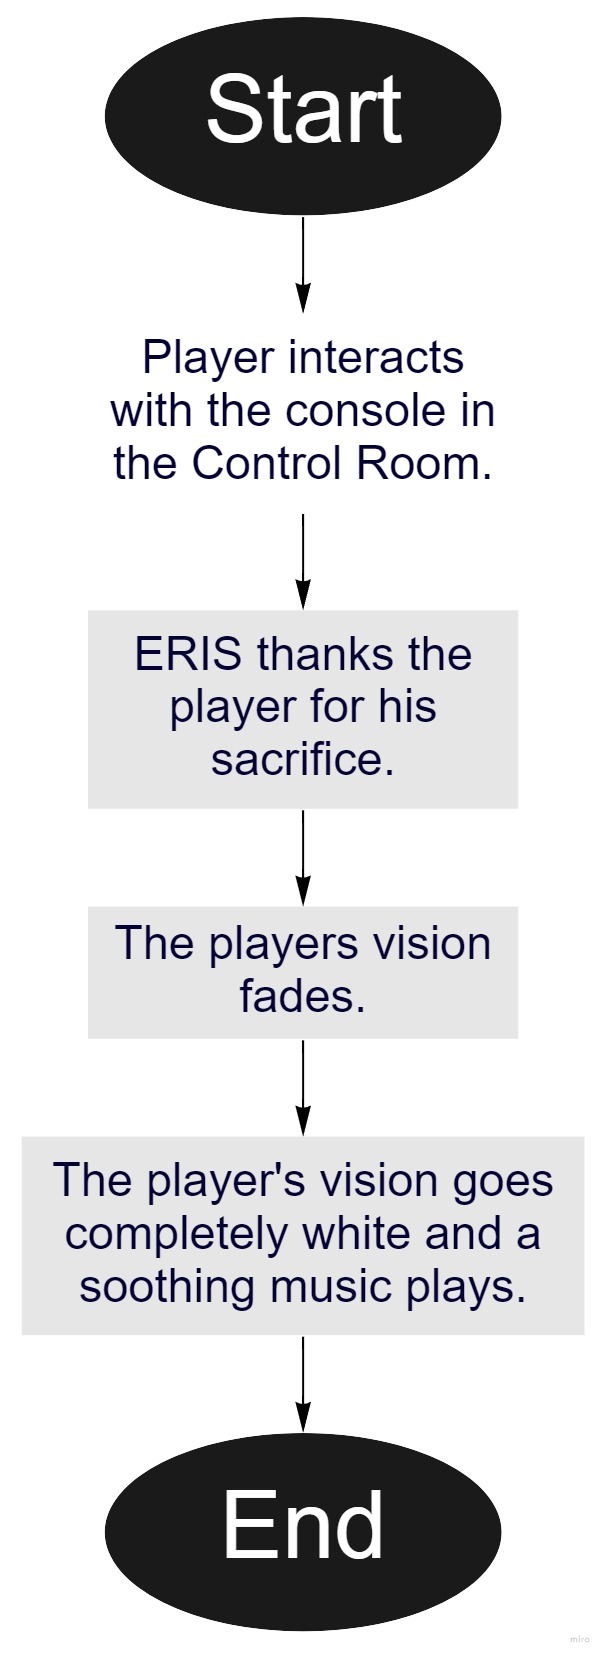 Start
Player interacts
with the console in
the Control Room.
ERIS thanks the
player for his
sacrifice.
The players vision
fades.
The player's vision goes
completely white and a
soothing music plays.
End
miro